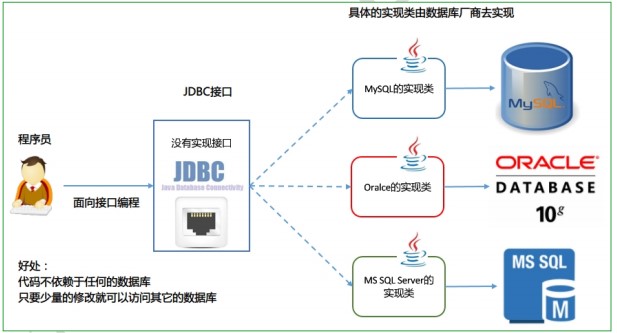 具体的实现类由数据库厂商去实现
JDBC接口
程序员
面向接口编程
没有实现接口
JDBC
Java Database Connectivity
Java
MySQL的实现类
MySQL
Java
Oralce的实现类
ORACLE
DATABASE
10g
Java
MS SQL Server的
实现类
MS SQL
M
好处：
代码不依赖于任何的数据库
只要少量的修改就可以访问其它的数据库